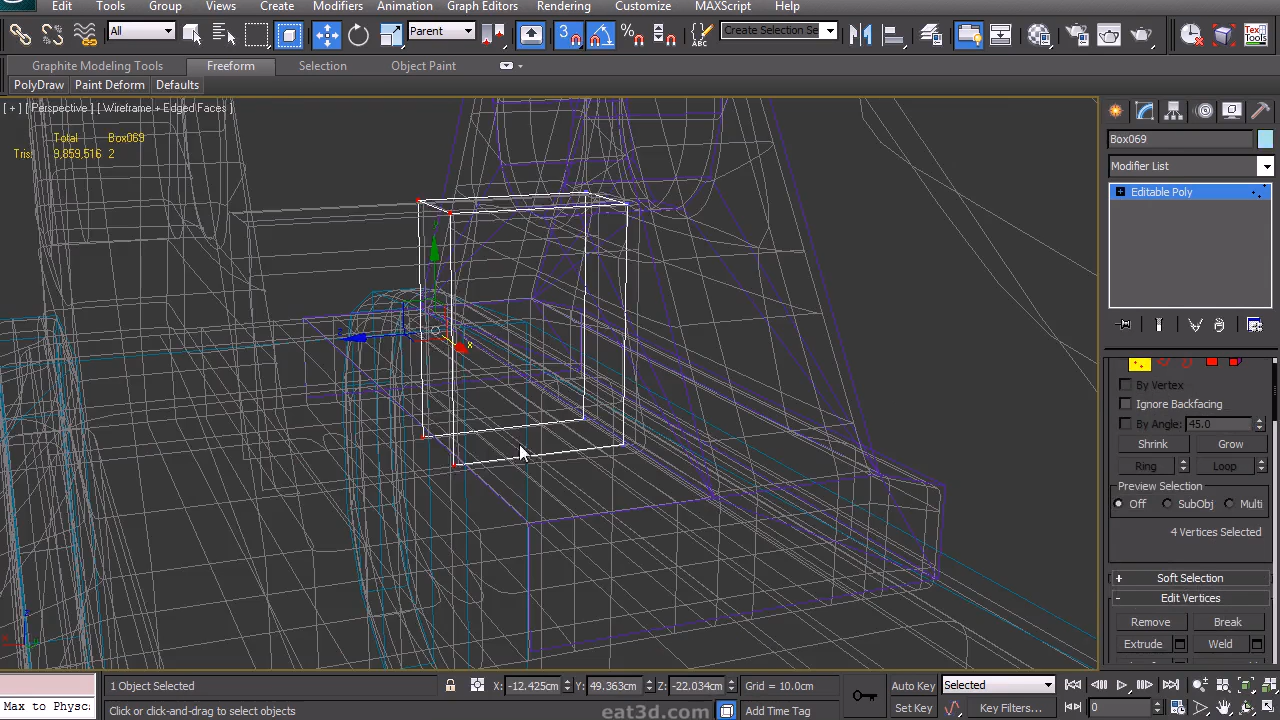 Edit Tools Group Views Create Modifiers Animation Graph Editors Rendering Customize MAXScript Help
All Parent 3 % ABC Create Selection Se Tex Tools
Graphite Modeling Tools Freeform Selection Object Paint
PolyDraw Paint Deform Defaults
[ + ] [ Perspective ] [ Wireframe + Edged Faces ]
Total Box069
Tris: 9,859,516 2
x
Box069
Modifier List
Editable Poly
By Vertex
Ignore Backfacing
By Angle: 45.0
Shrink Grow
Ring Loop
Preview Selection
Off SubObj Multi
4 Vertices Selected
+ Soft Selection
- Edit Vertices
Remove Break
Extrude Weld
1 Object Selected X: -12.425cm Y: 49.363cm Z: -22.034cm Grid = 10.0cm Auto Key Selected
Max to Physc Click or click-and-drag to select objects Add Time Tag Set Key Key Filters... 0
eat3d.com